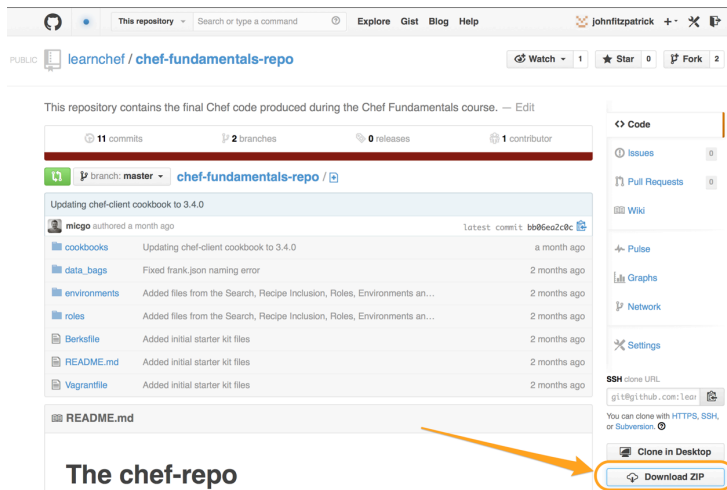 This repository Search or type a command Explore Gist Blog Help johnfitzpatrick
PUBLIC learnchef / chef-fundamentals-repo Watch 1 Star 0 Fork 2
This repository contains the final Chef code produced during the Chef Fundamentals course. — Edit
11 commits 2 branches 0 releases 1 contributor
branch: master chef-fundamentals-repo /
Updating chef-client cookbook to 3.4.0
micgo authored a month ago latest commit bb06ea2c0c
cookbooks Updating chef-client cookbook to 3.4.0 a month ago
data_bags Fixed frank.json naming error 2 months ago
environments Added files from the Search, Recipe Inclusion, Roles, Environments an… 2 months ago
roles Added files from the Search, Recipe Inclusion, Roles, Environments an… 2 months ago
Berksfile Added initial starter kit files 2 months ago
README.md Added initial starter kit files 2 months ago
Vagrantfile Added initial starter kit files 2 months ago
README.md
The chef-repo
Code
Issues 0
Pull Requests 0
Wiki
Pulse
Graphs
Network
Settings
SSH clone URL
git@github.com:lear
You can clone with HTTPS, SSH,
or Subversion.
Clone in Desktop
Download ZIP